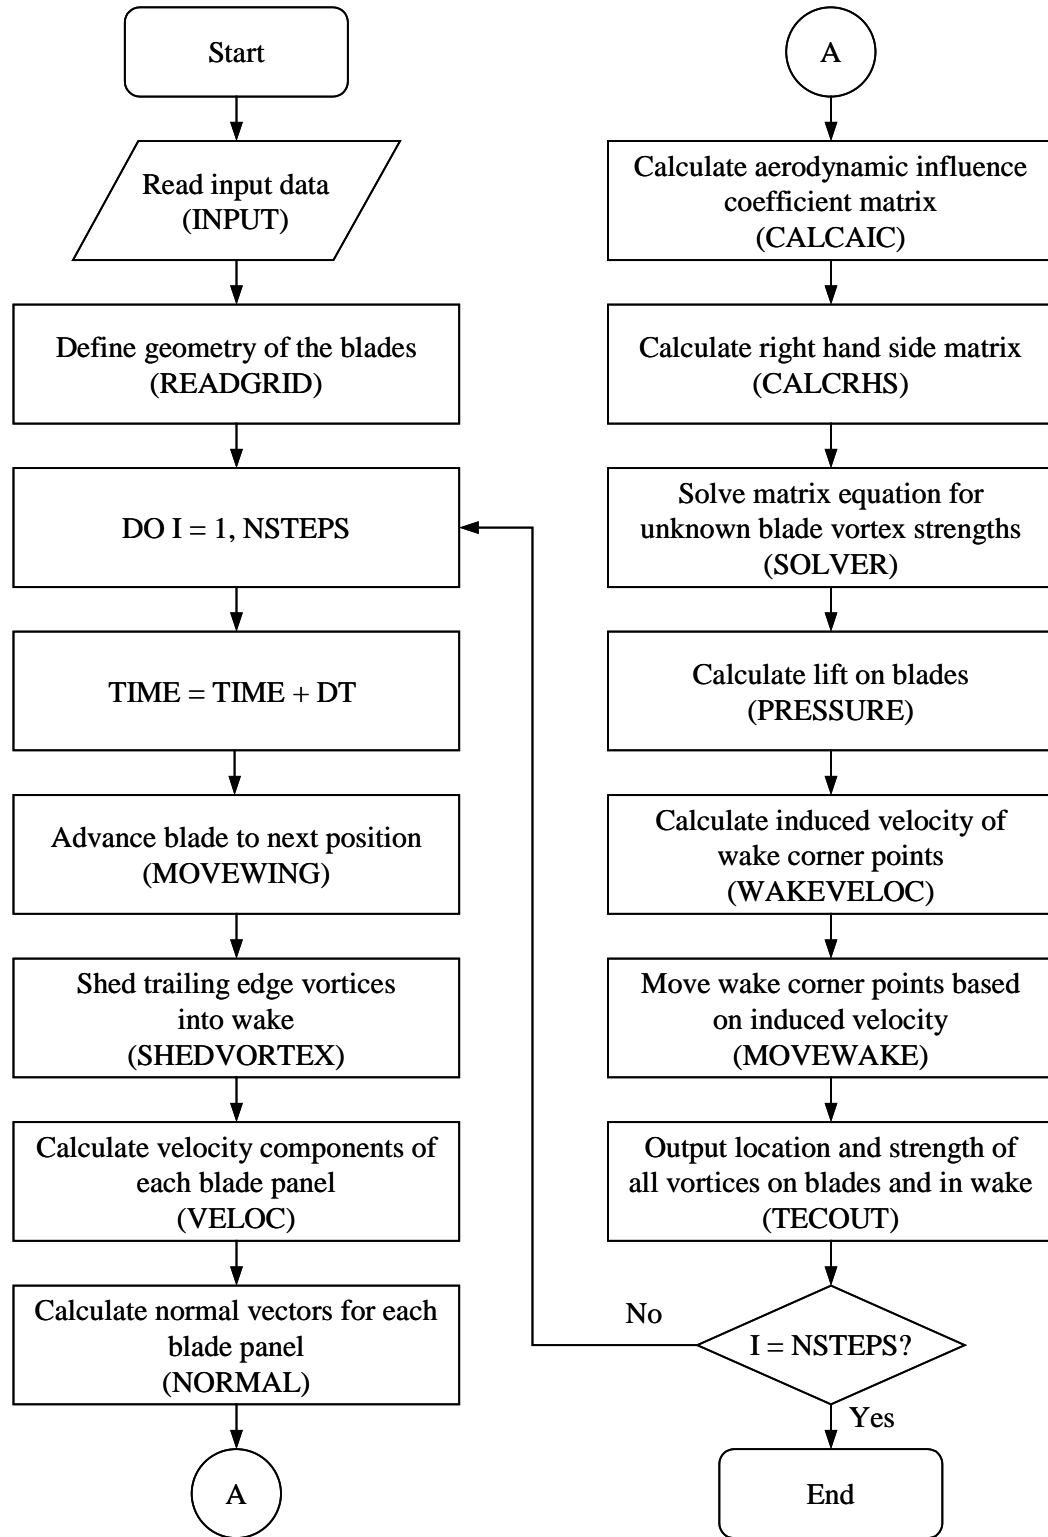 Start
Read input data
(INPUT)
Define geometry of the blades
(READGRID)
DO I = 1, NSTEPS
TIME = TIME + DT
Advance blade to next position
(MOVEWING)
Shed trailing edge vortices
into wake
(SHEDVORTEX)
Calculate velocity components of
each blade panel
(VELOC)
Calculate normal vectors for each
blade panel
(NORMAL)
A
A
Calculate aerodynamic influence
coefficient matrix
(CALCAIC)
Calculate right hand side matrix
(CALCRHS)
Solve matrix equation for
unknown blade vortex strengths
(SOLVER)
Calculate lift on blades
(PRESSURE)
Calculate induced velocity of
wake corner points
(WAKEVELOC)
Move wake corner points based
on induced velocity
(MOVEWAKE)
Output location and strength of
all vortices on blades and in wake
(TECOUT)
No
I = NSTEPS?
Yes
End